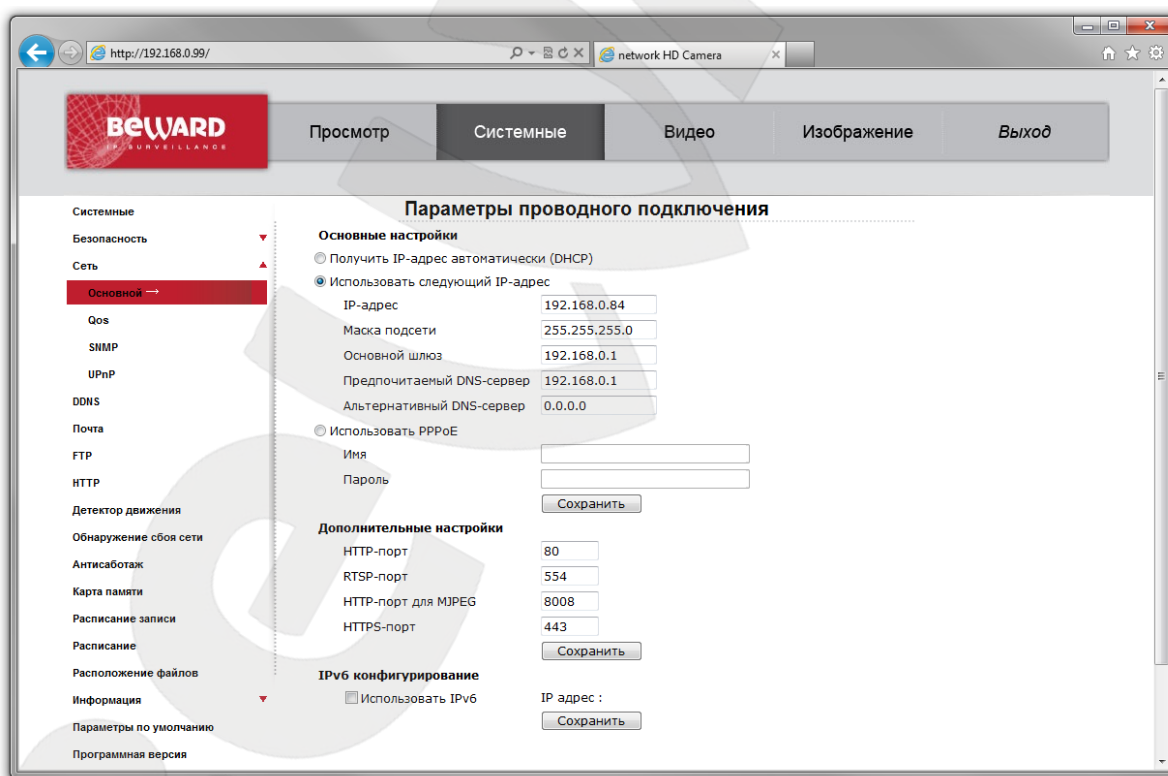 http://192.168.0.99/
network HD Camera
BEWARD
IP SURVEILLANCE
Просмотр
Системные
Видео
Изображение
Выход
Системные
Безопасность
Сеть
Основной →
Qos
SNMP
UPnP
DDNS
Почта
FTP
HTTP
Детектор движения
Обнаружение сбоя сети
Антисаботаж
Карта памяти
Расписание записи
Расписание
Расположение файлов
Информация
Параметры по умолчанию
Программная версия
Параметры проводного подключения
Основные настройки
Получить IP-адрес автоматически (DHCP)
Использовать следующий IP-адрес
IP-адрес 192.168.0.84
Маска подсети 255.255.255.0
Основной шлюз 192.168.0.1
Предпочитаемый DNS-сервер 192.168.0.1
Альтернативный DNS-сервер 0.0.0.0
Использовать PPPoE
Имя
Пароль
Сохранить
Дополнительные настройки
HTTP-порт 80
RTSP-порт 554
HTTP-порт для MJPEG 8008
HTTPS-порт 443
Сохранить
IPv6 конфигурирование
Использовать IPv6 IP адрес :
Сохранить